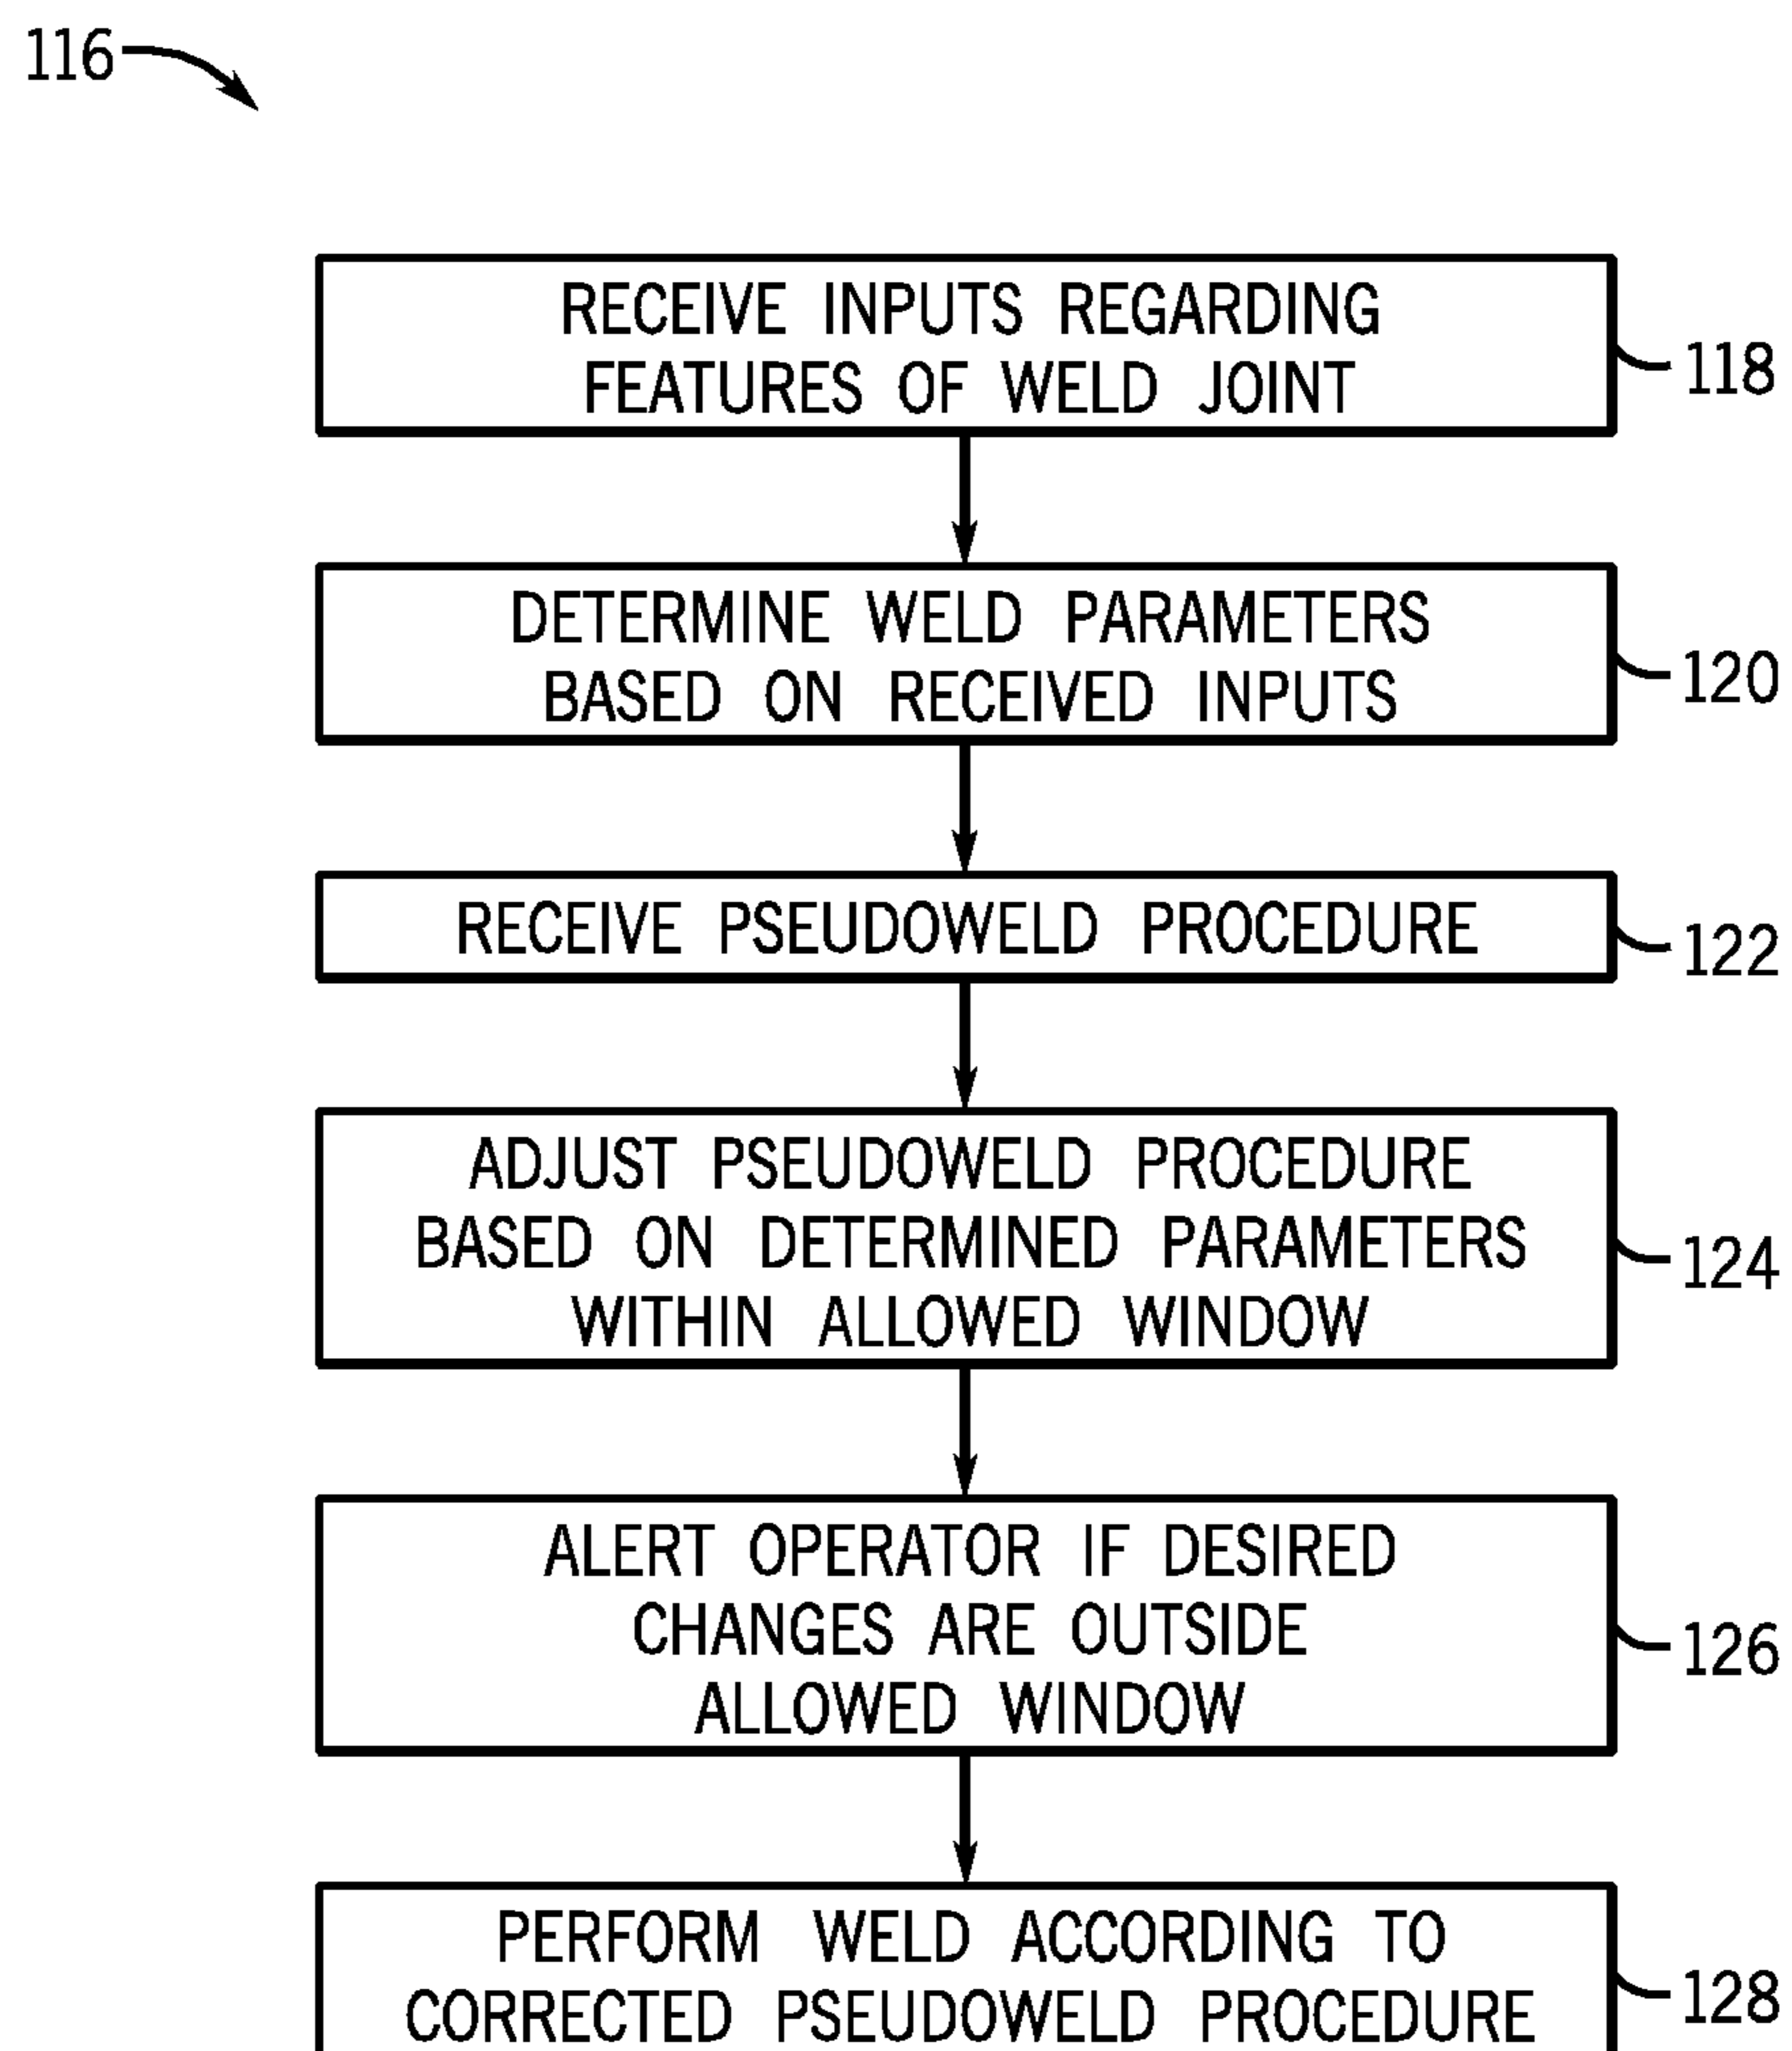 116
RECEIVE INPUTS REGARDING
FEATURES OF WELD JOINT
118
DETERMINE WELD PARAMETERS
BASED ON RECEIVED INPUTS
120
RECEIVE PSEUDOWELD PROCEDURE
122
ADJUST PSEUDOWELD PROCEDURE
BASED ON DETERMINED PARAMETERS
WITHIN ALLOWED WINDOW
124
ALERT OPERATOR IF DESIRED
CHANGES ARE OUTSIDE
ALLOWED WINDOW
126
PERFORM WELD ACCORDING TO
CORRECTED PSEUDOWELD PROCEDURE
128